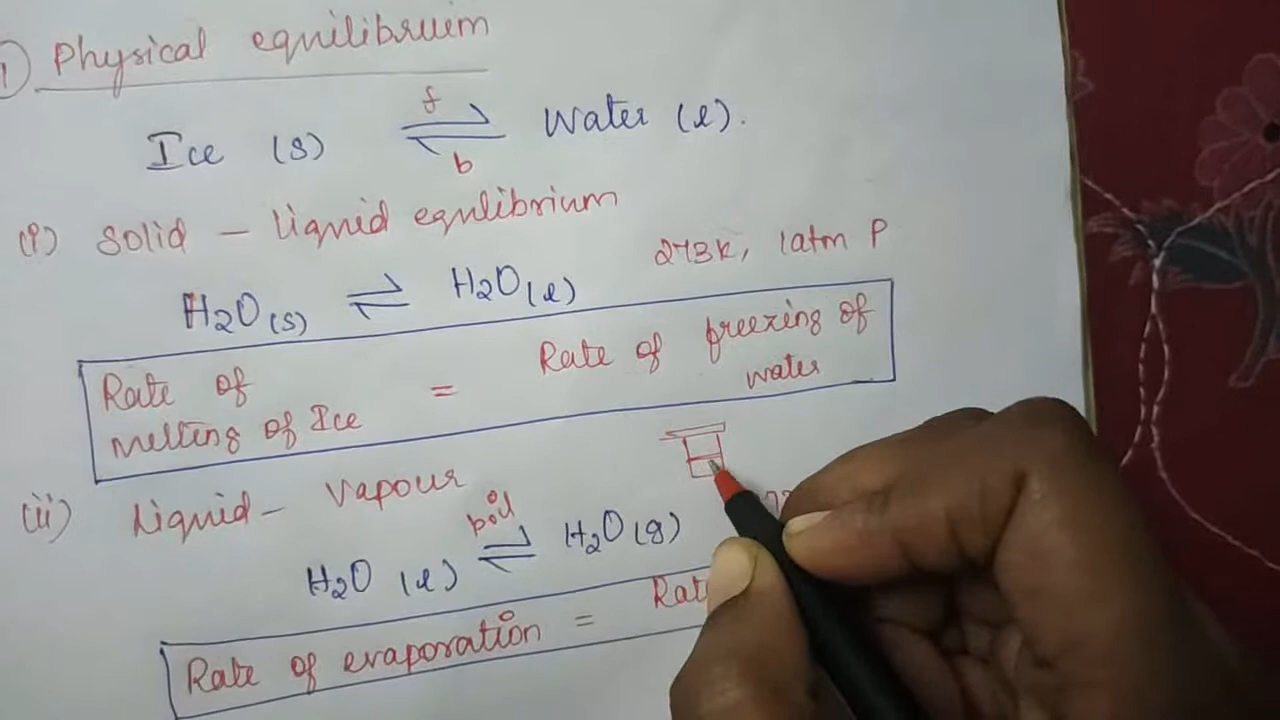 1) Physical equilibrium
f
Ice (s) ⇌ Water (l).
b
(i) Solid - liquid equilibrium
273K, 1atm P
H2O(s) ⇌ H2O(l)
Rate of melting of Ice = Rate of freezing of water
(ii) Liquid - Vapour
boil
H2O (l) ⇌ H2O(g)
Rate of evaporation =